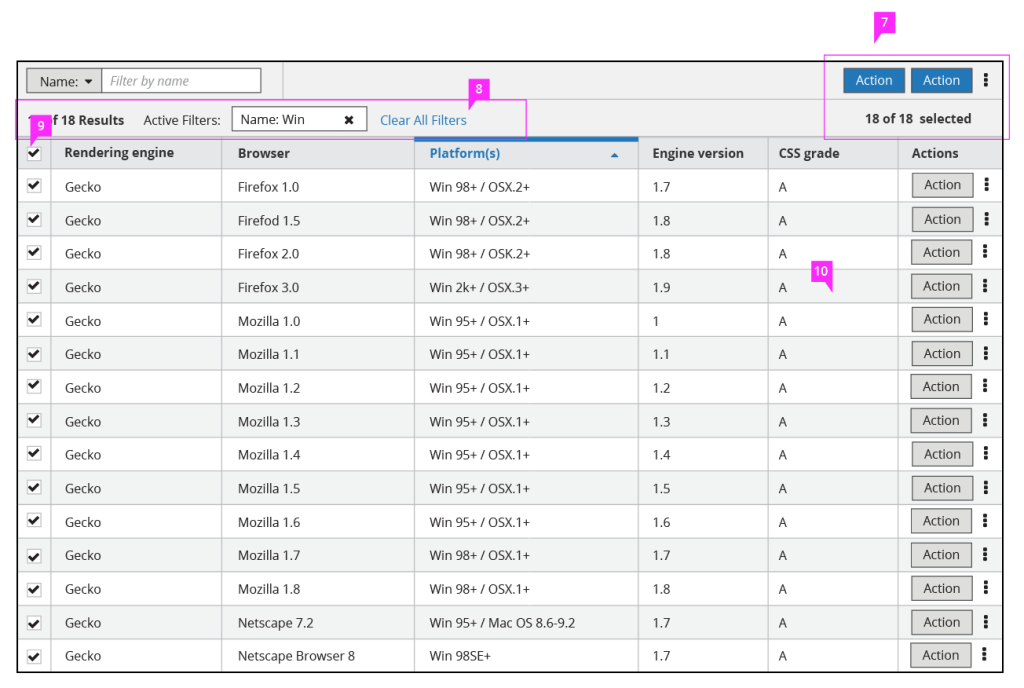 7
Name: Filter by name Action Action
8
9
f 18 Results Active Filters: Name: Win Clear All Filters 18 of 18 selected
Rendering engine Browser Platform(s) Engine version CSS grade Actions
Gecko Firefox 1.0 Win 98+ / OSX.2+ 1.7 A Action
Gecko Firefod 1.5 Win 98+ / OSX.2+ 1.8 A Action
Gecko Firefox 2.0 Win 98+ / OSK.2+ 1.8 A Action
10
Gecko Firefox 3.0 Win 2k+ / OSX.3+ 1.9 A Action
Gecko Mozilla 1.0 Win 95+ / OSX.1+ 1 A Action
Gecko Mozilla 1.1 Win 95+ / OSX.1+ 1.1 A Action
Gecko Mozilla 1.2 Win 95+ / OSX.1+ 1.2 A Action
Gecko Mozilla 1.3 Win 95+ / OSX.1+ 1.3 A Action
Gecko Mozilla 1.4 Win 95+ / OSX.1+ 1.4 A Action
Gecko Mozilla 1.5 Win 95+ / OSX.1+ 1.5 A Action
Gecko Mozilla 1.6 Win 95+ / OSX.1+ 1.6 A Action
Gecko Mozilla 1.7 Win 98+ / OSX.1+ 1.7 A Action
Gecko Mozilla 1.8 Win 98+ / OSX.1+ 1.8 A Action
Gecko Netscape 7.2 Win 95+ / Mac OS 8.6-9.2 1.7 A Action
Gecko Netscape Browser 8 Win 98SE+ 1.7 A Action